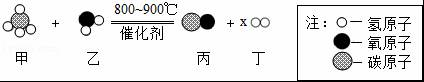 + 800~900℃ + x
催化剂
甲 乙 丙 丁
注: —氢原子
—氧原子
—碳原子